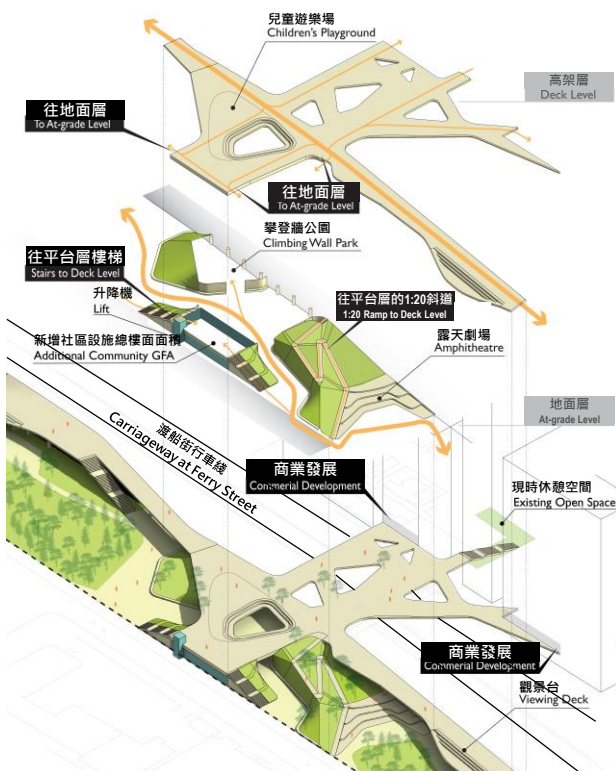 兒童遊樂場
Children's Playground
高架層
Deck Level
往地面層
To At-grade Level
往地面層
To At-grade Level
攀登牆公園
Climbing Wall Park
往平台層樓梯
Stairs to Deck Level
升降機
Lift
往平台層的1:20斜道
1:20 Ramp to Deck Level
新增社區設施總樓面面積
Additional Community GFA
露天劇場
Amphitheatre
地面層
At-grade Level
渡船街行車綫
Carriageway at Ferry Street
商業發展
Commerial Development
現時休憩空間
Existing Open Space
商業發展
Commerial Development
觀景台
Viewing Deck